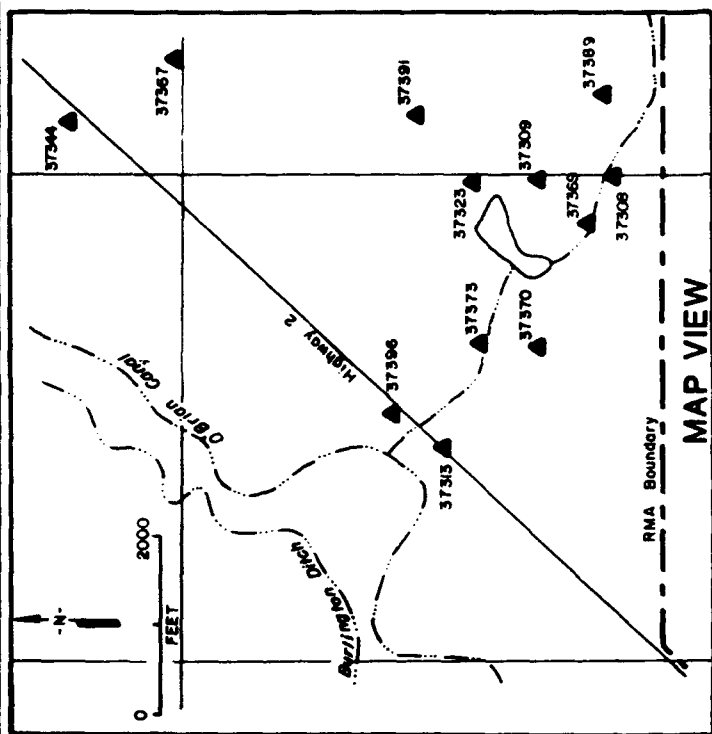 37344
37367
37391
37389
37323
37309
37369
37308
37373
37370
37396
37313
Highway 2
O'Brian Canal
Burlington Ditch
-N-
0
2000
FEET
RMA Boundary
MAP VIEW